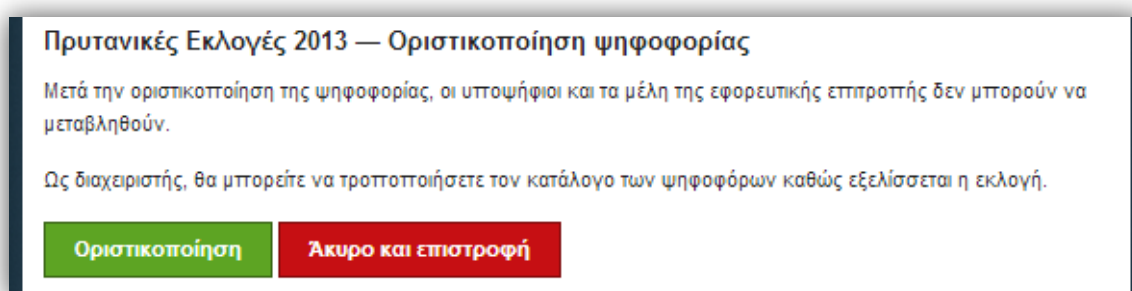 Πρυτανικές Εκλογές 2013 — Οριστικοποίηση ψηφοφορίας
Μετά την οριστικοποίηση της ψηφοφορίας, οι υποψήφιοι και τα μέλη της εφορευτικής επιτροπής δεν μπορούν να
μεταβληθούν.
Ως διαχειριστής, θα μπορείτε να τροποποιήσετε τον κατάλογο των ψηφοφόρων καθώς εξελίσσεται η εκλογή.
Οριστικοποίηση Άκυρο και επιστροφή